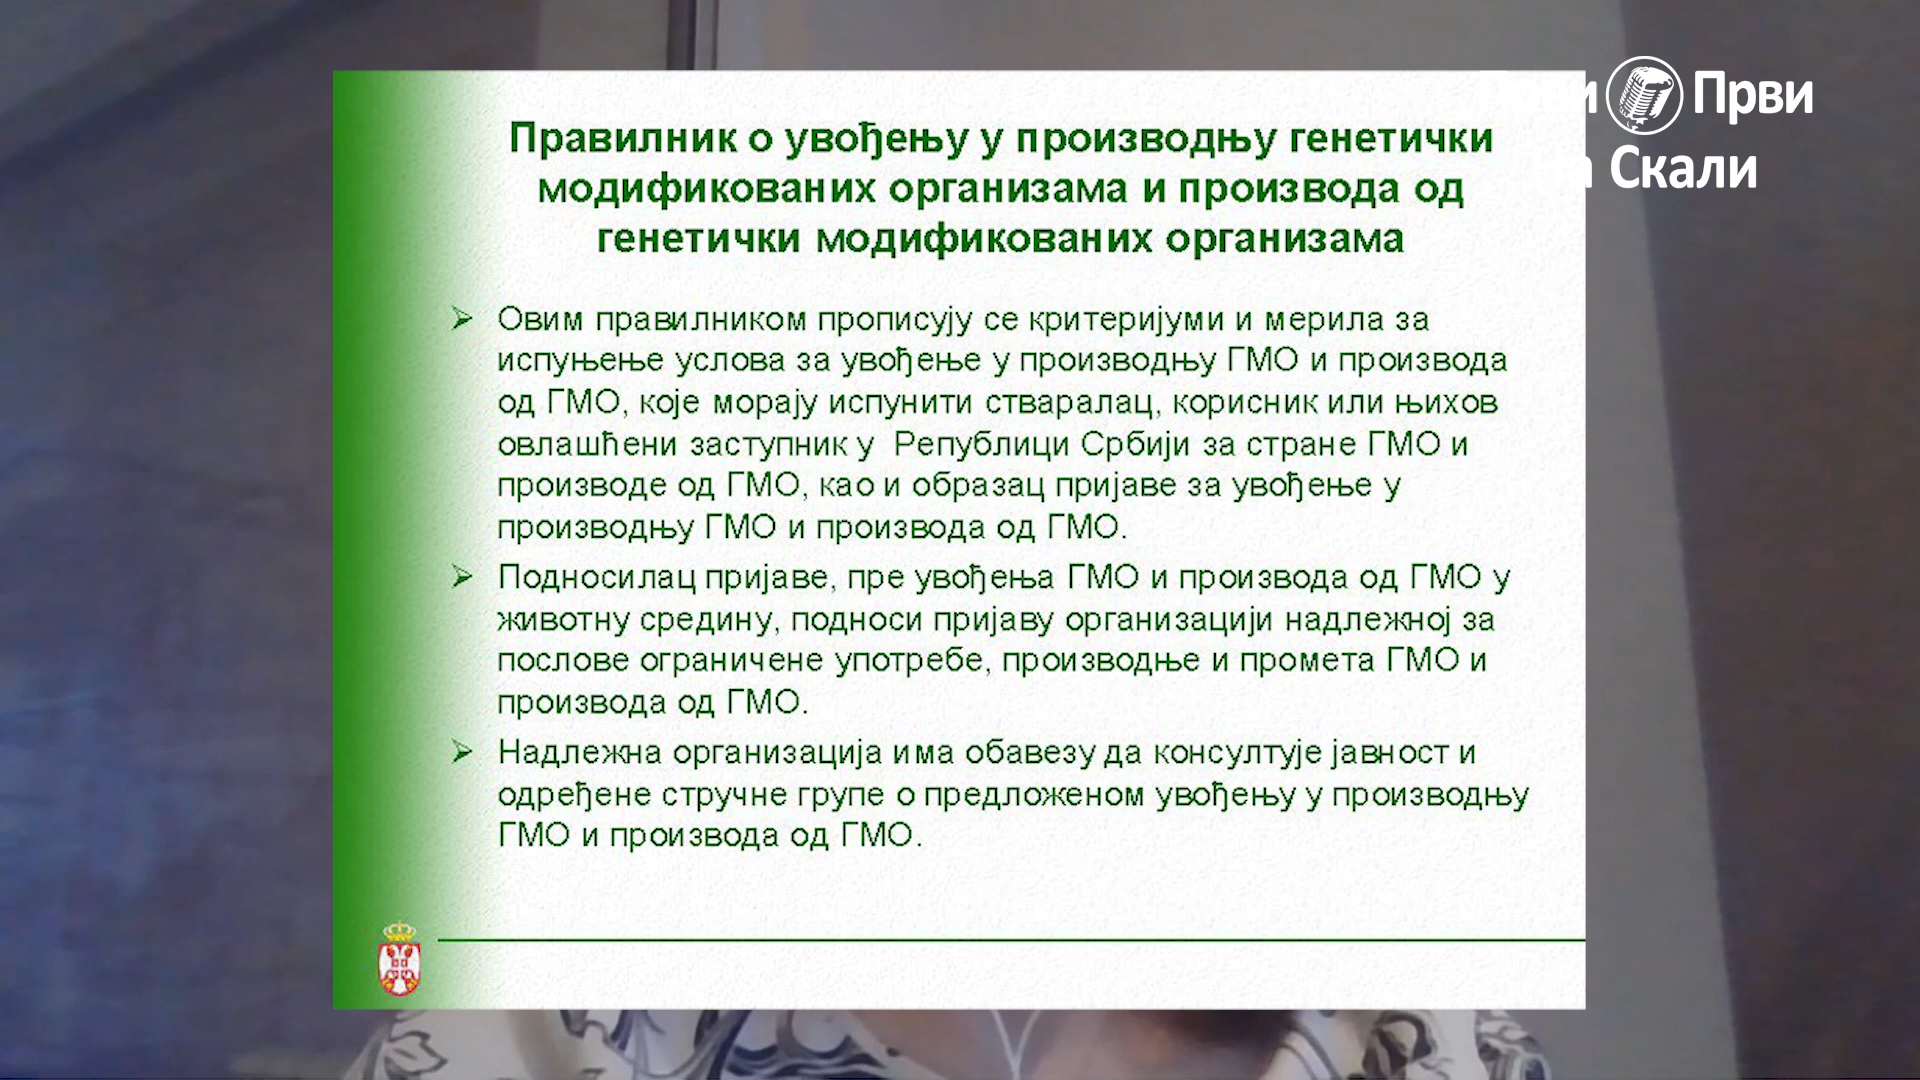 Правилник о увођењу у производњу генетички
модификованих организама и производа од
генетички модификованих организама
Овим правилником прописују се критеријуми и мерила за
испуњење услова за увођење у производњу ГМО и производа
од ГМО, које морају испунити стваралац, корисник или њихов
овлашћени заступник у Републици Србији за стране ГМО и
производе од ГМО, као и образац пријаве за увођење у
производњу ГМО и производа од ГМО.
Подносилац пријаве, пре увођења ГМО и производа од ГМО у
животну средину, подноси пријаву организацији надлежној за
послове ограничене употребе, производње и промета ГМО и
производа од ГМО.
Надлежна организација има обавезу да консултује јавност и
одређене стручне групе о предложеном увођењу у производњу
ГМО и производа од ГМО.
Први
Скали